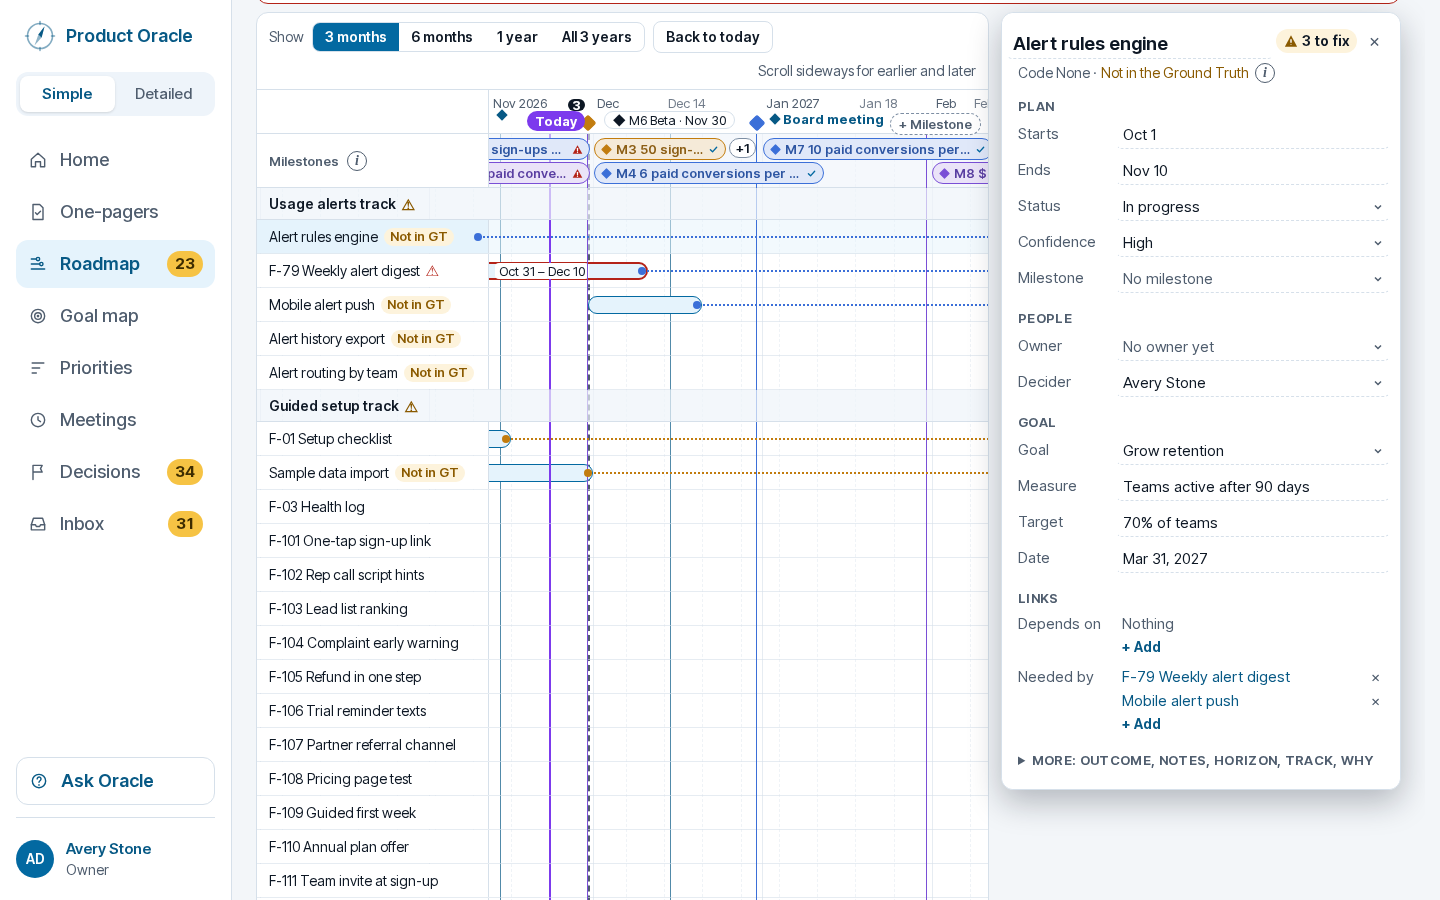 Product Oracle
Simple
Detailed
Home
One-pagers
Roadmap
23
Goal map
Priorities
Meetings
Decisions
34
Inbox
31
Ask Oracle
AD
Avery Stone
Owner
Show
3 months
6 months
1 year
All 3 years
Back to today
Scroll sideways for earlier and later
Nov 2026
3
Dec
Dec 14
Jan 2027
Jan 18
Feb
Fe
Today
M6 Beta · Nov 30
Board meeting
+ Milestone
Milestones
i
sign-ups ...
M3 50 sign-...
+1
M7 10 paid conversions per...
paid conve...
M4 6 paid conversions per ...
M8 $
Usage alerts track
Alert rules engine
Not in GT
F-79 Weekly alert digest
Oct 31 – Dec 10
Mobile alert push
Not in GT
Alert history export
Not in GT
Alert routing by team
Not in GT
Guided setup track
F-01 Setup checklist
Sample data import
Not in GT
F-03 Health log
F-101 One-tap sign-up link
F-102 Rep call script hints
F-103 Lead list ranking
F-104 Complaint early warning
F-105 Refund in one step
F-106 Trial reminder texts
F-107 Partner referral channel
F-108 Pricing page test
F-109 Guided first week
F-110 Annual plan offer
F-111 Team invite at sign-up
Alert rules engine
3 to fix
×
Code None · Not in the Ground Truth
i
PLAN
Starts
Oct 1
Ends
Nov 10
Status
In progress
Confidence
High
Milestone
No milestone
PEOPLE
Owner
No owner yet
Decider
Avery Stone
GOAL
Goal
Grow retention
Measure
Teams active after 90 days
Target
70% of teams
Date
Mar 31, 2027
LINKS
Depends on
Nothing
+ Add
Needed by
F-79 Weekly alert digest
×
Mobile alert push
×
+ Add
MORE: OUTCOME, NOTES, HORIZON, TRACK, WHY